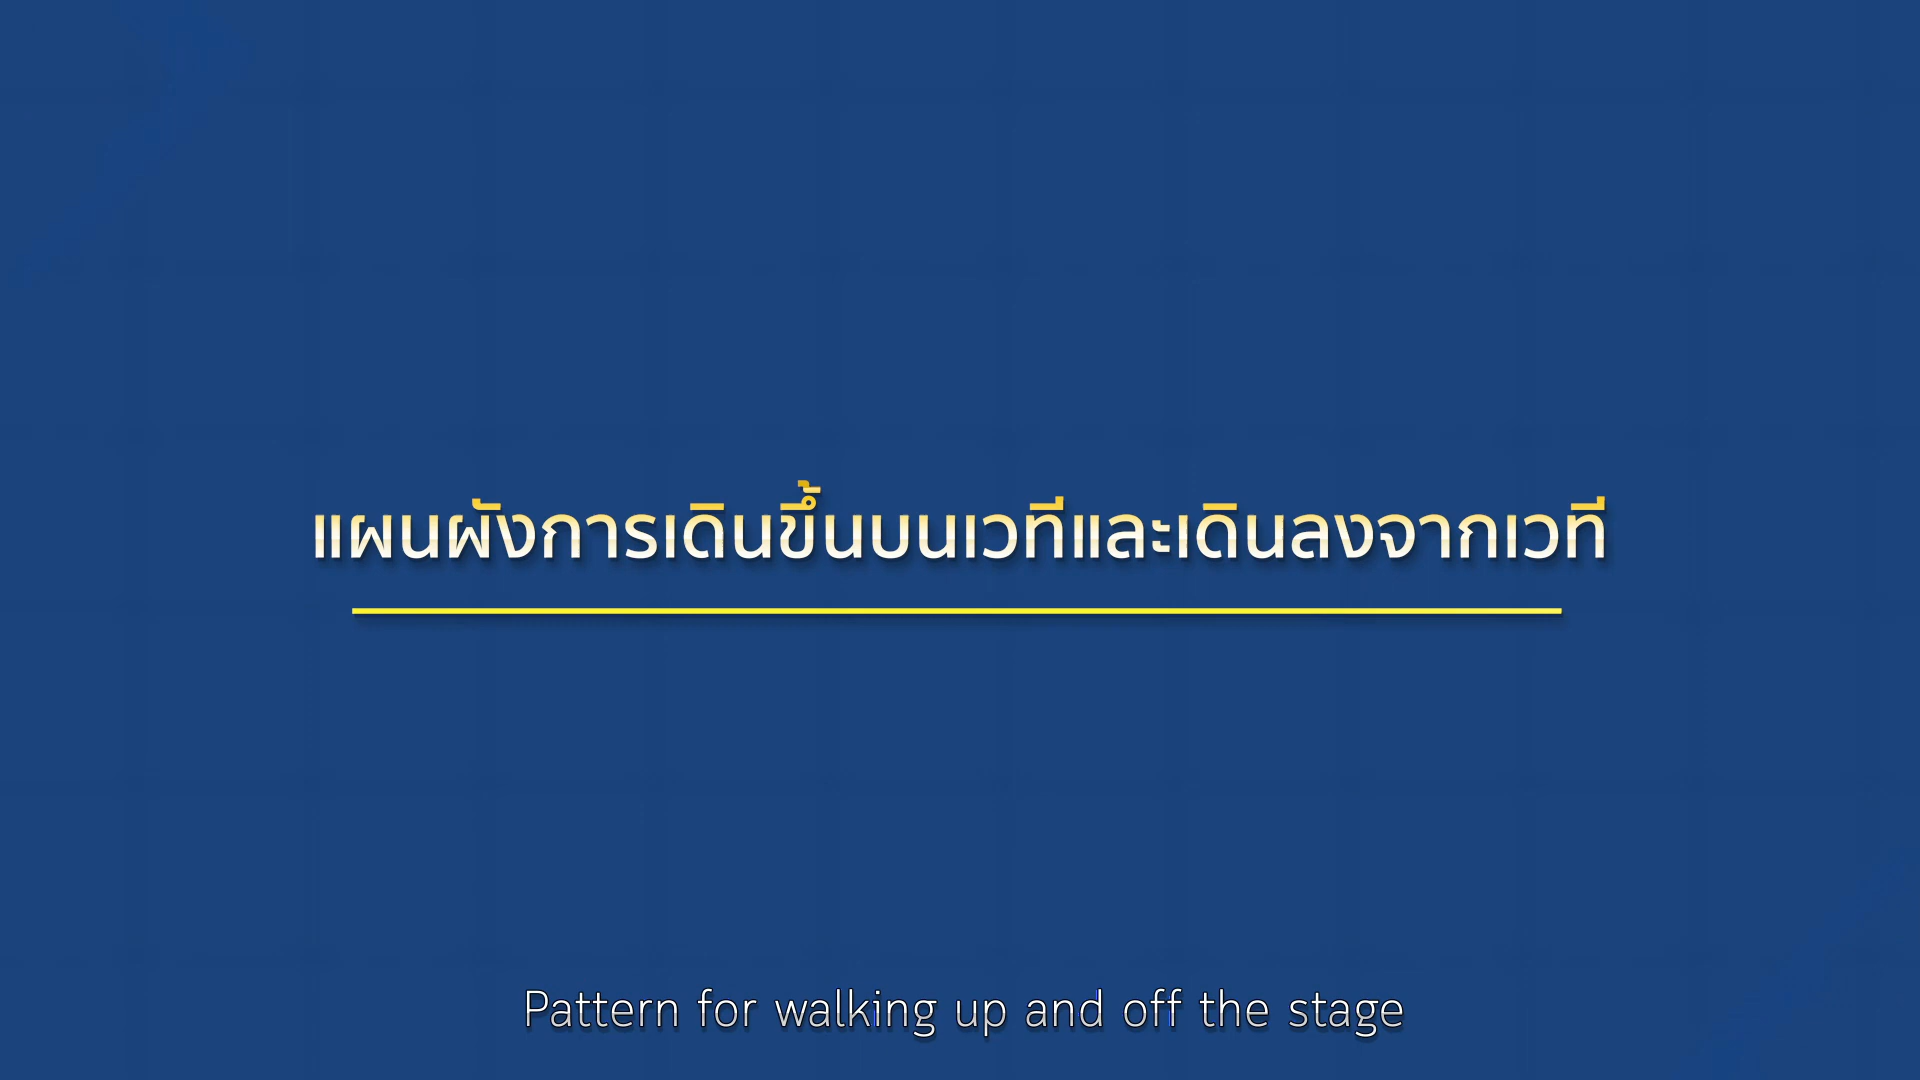 แผนผังการเดินขึ้นบนเวทีและเดินลงจากเวที
Pattern for walking up and off the stage